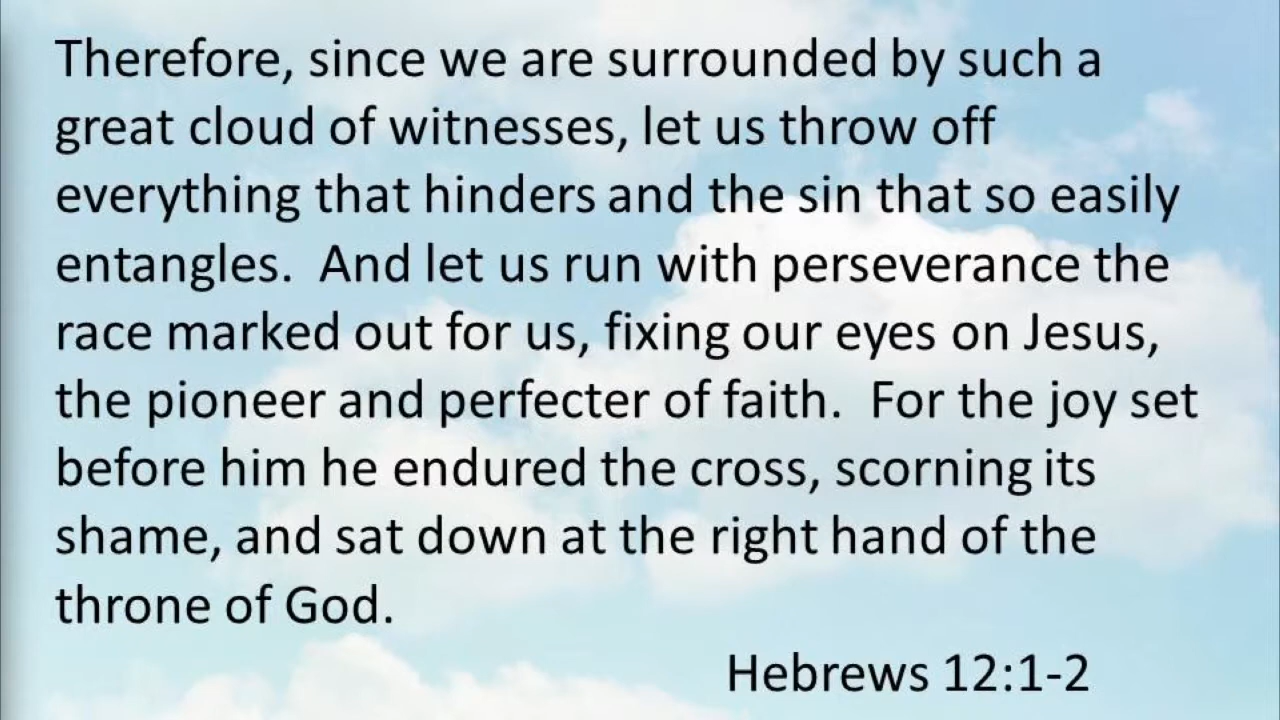 Therefore, since we are surrounded by such a
great cloud of witnesses, let us throw off
everything that hinders and the sin that so easily
entangles.  And let us run with perseverance the
race marked out for us, fixing our eyes on Jesus,
the pioneer and perfecter of faith.  For the joy set
before him he endured the cross, scorning its
shame, and sat down at the right hand of the
throne of God.
Hebrews 12:1-2